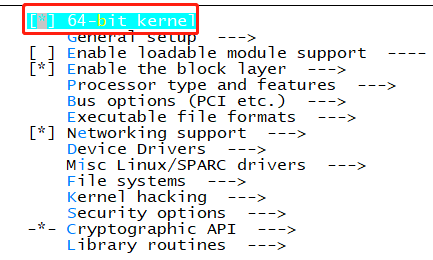 [*] 64-bit kernel
General setup --->
[ ] Enable loadable module support ----
[*] Enable the block layer --->
Processor type and features --->
Bus options (PCI etc.) --->
Executable file formats --->
[*] Networking support --->
Device Drivers --->
Misc Linux/SPARC drivers --->
File systems --->
Kernel hacking --->
Security options --->
-*- Cryptographic API --->
Library routines --->